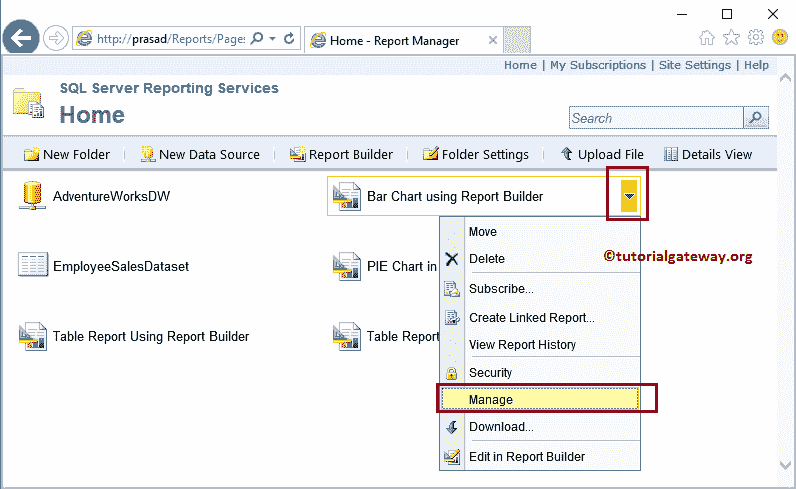 http://prasad/Reports/Page:
Home - Report Manager
Home | My Subscriptions | Site Settings | Help
SQL Server Reporting Services
Home
Search
New Folder | New Data Source | Report Builder | Folder Settings | Upload File | Details View
AdventureWorksDW
Bar Chart using Report Builder
Move
©tutorialgateway.org
Delete
EmployeeSalesDataset
PIE Chart in
Subscribe...
Create Linked Report...
Table Report Using Report Builder
Table Report
View Report History
Security
Manage
Download...
Edit in Report Builder